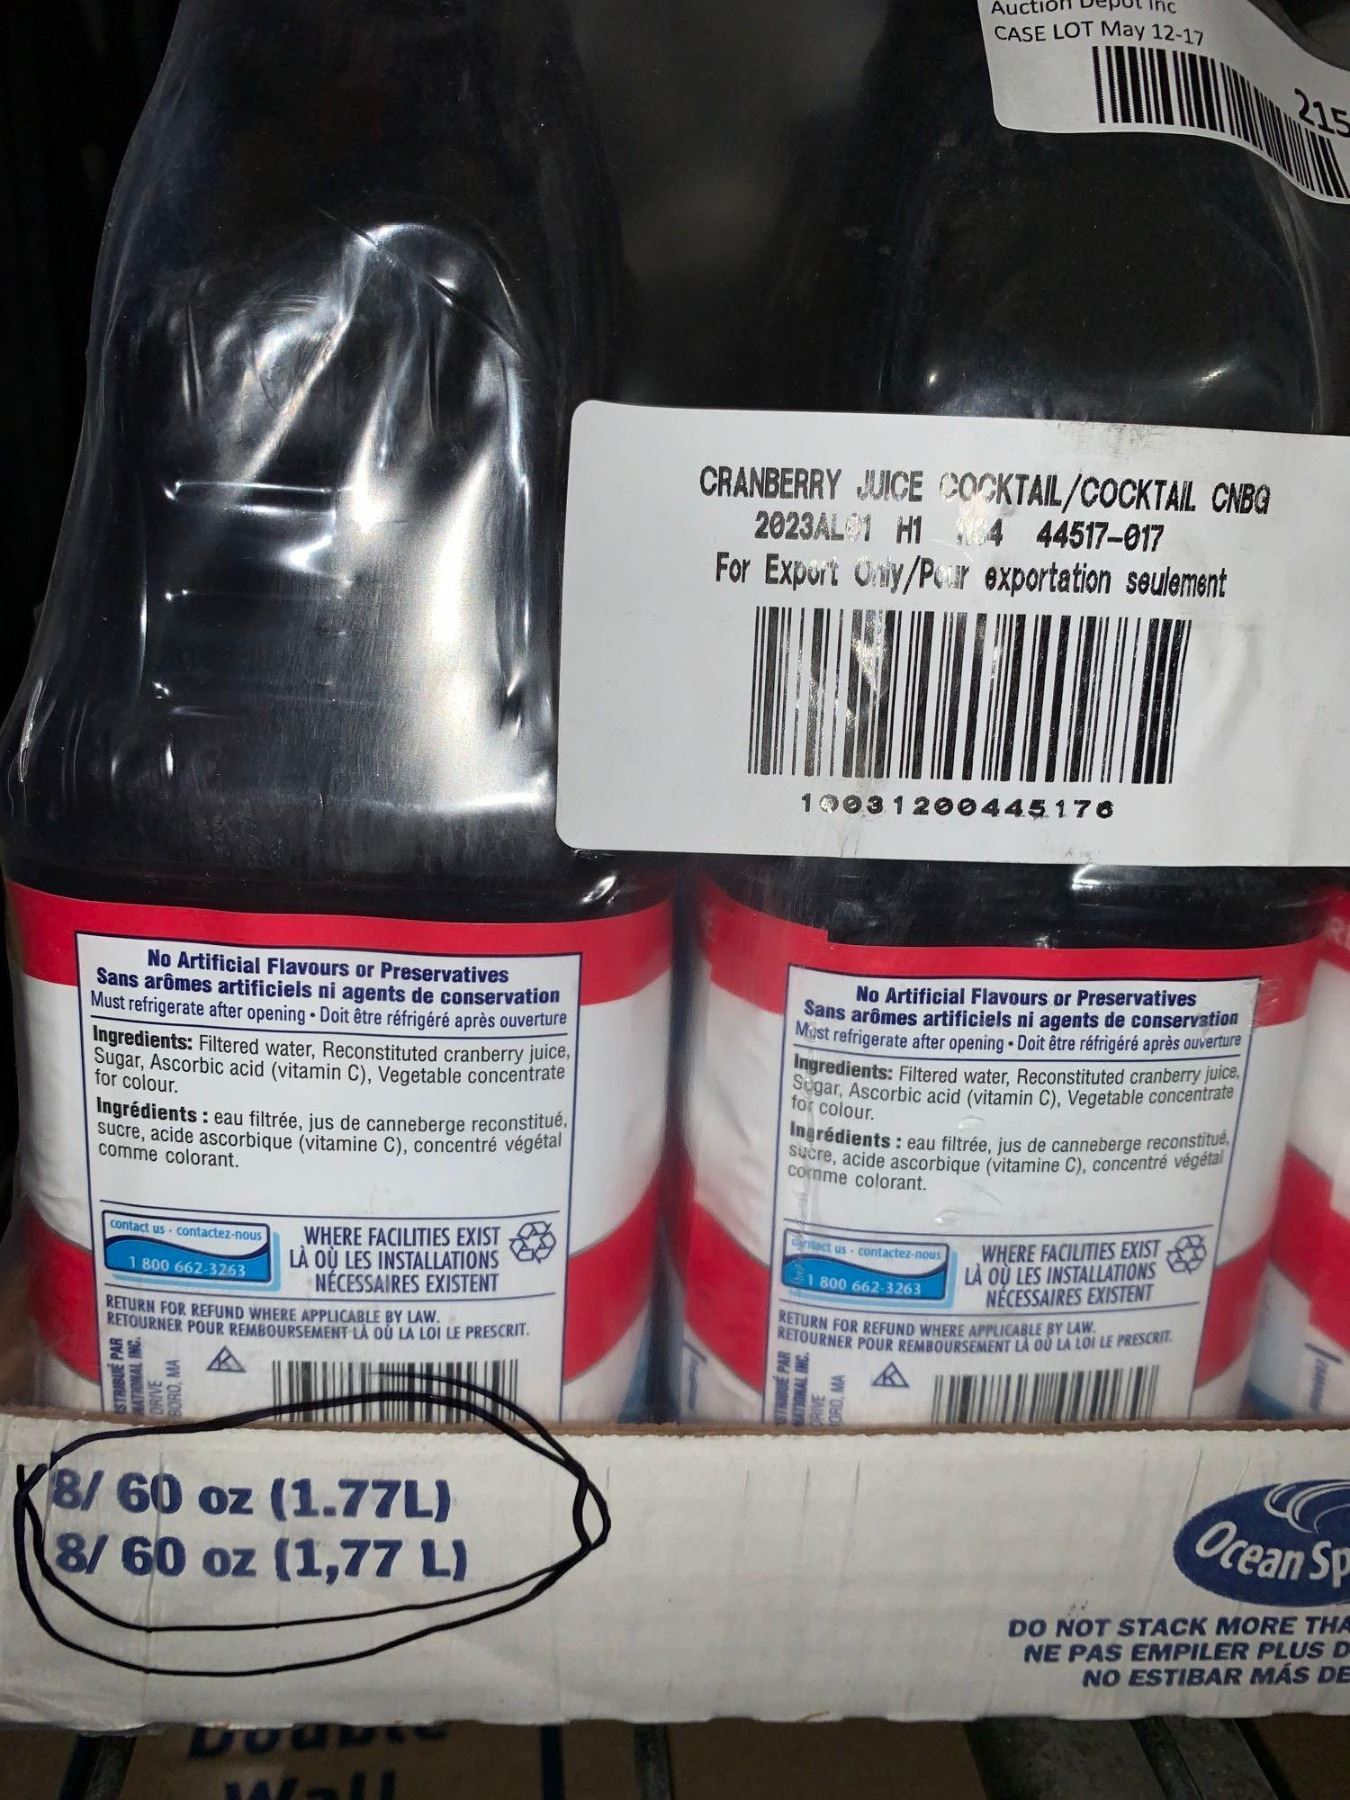 Auction Depot Inc
CASE LOT May 12-17
215
CRANBERRY JUICE COCKTAIL/COCKTAIL CNBG
2023AL01 H1 44517-017
For Export Only/Pour exportation seulement
10031200445176
No Artificial Flavours or Preservatives
Sans arômes artificiels ni agents de conservation
Must refrigerate after opening • Doit être réfrigéré après ouverture
Ingredients: Filtered water, Reconstituted cranberry juice,
Sugar, Ascorbic acid (vitamin C), Vegetable concentrate
for colour.
Ingrédients : eau filtrée, jus de canneberge reconstitué,
sucre, acide ascorbique (vitamine C), concentré végétal
comme colorant.
contact us • contactez-nous
1 800 662-3263
WHERE FACILITIES EXIST
LÀ OÙ LES INSTALLATIONS
NÉCESSAIRES EXISTENT
RETURN FOR REFUND WHERE APPLICABLE BY LAW.
RETOURNER POUR REMBOURSEMENT LÀ OÙ LA LOI LE PRESCRIT.
PAR
INC.
DRIVE
MA
K
No Artificial Flavours or Preservatives
Sans arômes artificiels ni agents de conservation
Must refrigerate after opening • Doit être réfrigéré après ouverture
Ingredients: Filtered water, Reconstituted cranberry juice,
Sugar, Ascorbic acid (vitamin C), Vegetable concentrate
for colour.
Ingrédients : eau filtrée, jus de canneberge reconstitué,
sucre, acide ascorbique (vitamine C), concentré végétal
comme colorant.
contact us • contactez-nous
1 800 662-3263
WHERE FACILITIES EXIST
LÀ OÙ LES INSTALLATIONS
NÉCESSAIRES EXISTENT
RETURN FOR REFUND WHERE APPLICABLE BY LAW.
RETOURNER POUR REMBOURSEMENT LÀ OÙ LA LOI LE PRESCRIT.
PAR
INC.
DRIVE
MA
K
8/ 60 oz (1.77L)
8/ 60 oz (1,77 L)
Ocean Sp
DO NOT STACK MORE THA
NE PAS EMPILER PLUS D
NO ESTIBAR MÁS DE
Double
Wall